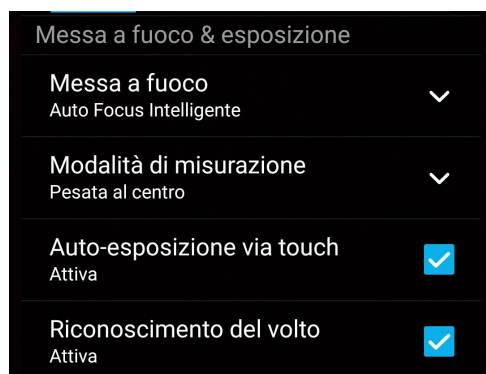 Messa a fuoco & esposizione
Messa a fuoco
Auto Focus Intelligente
Modalità di misurazione
Pesata al centro
Auto-esposizione via touch
Attiva
Riconoscimento del volto
Attiva